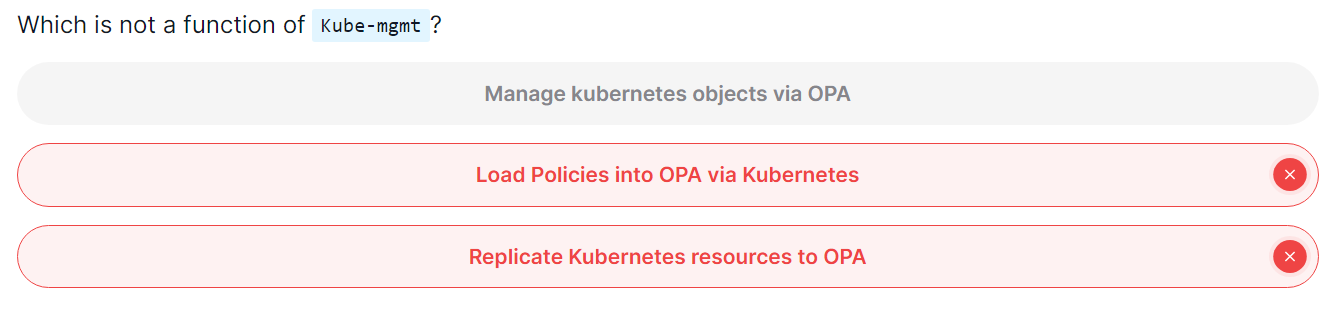 Which is not a function of Kube-mgmt?
Manage kubernetes objects via OPA
Load Policies into OPA via Kubernetes
Replicate Kubernetes resources to OPA